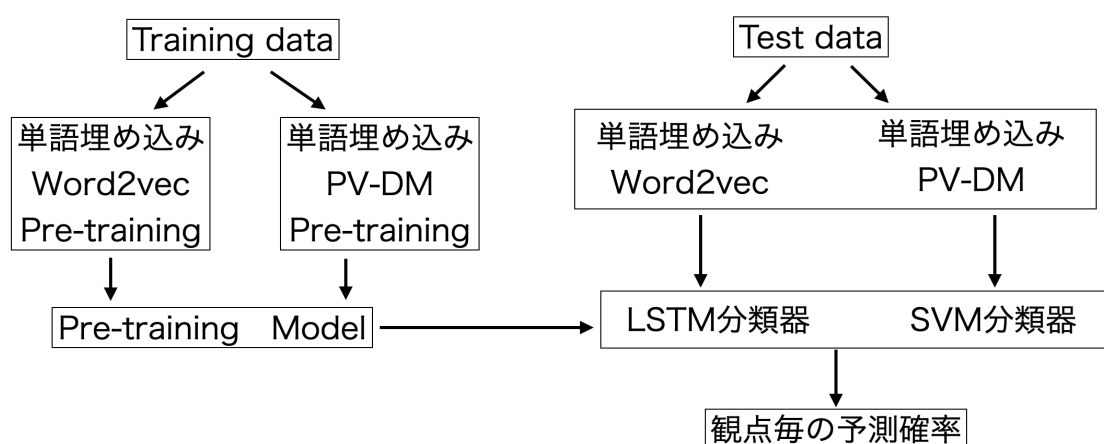 Training data
単語埋め込み
Word2vec
Pre-training
単語埋め込み
PV-DM
Pre-training
Pre-training Model
Test data
単語埋め込み
Word2vec
単語埋め込み
PV-DM
LSTM分類器
SVM分類器
観点毎の予測確率